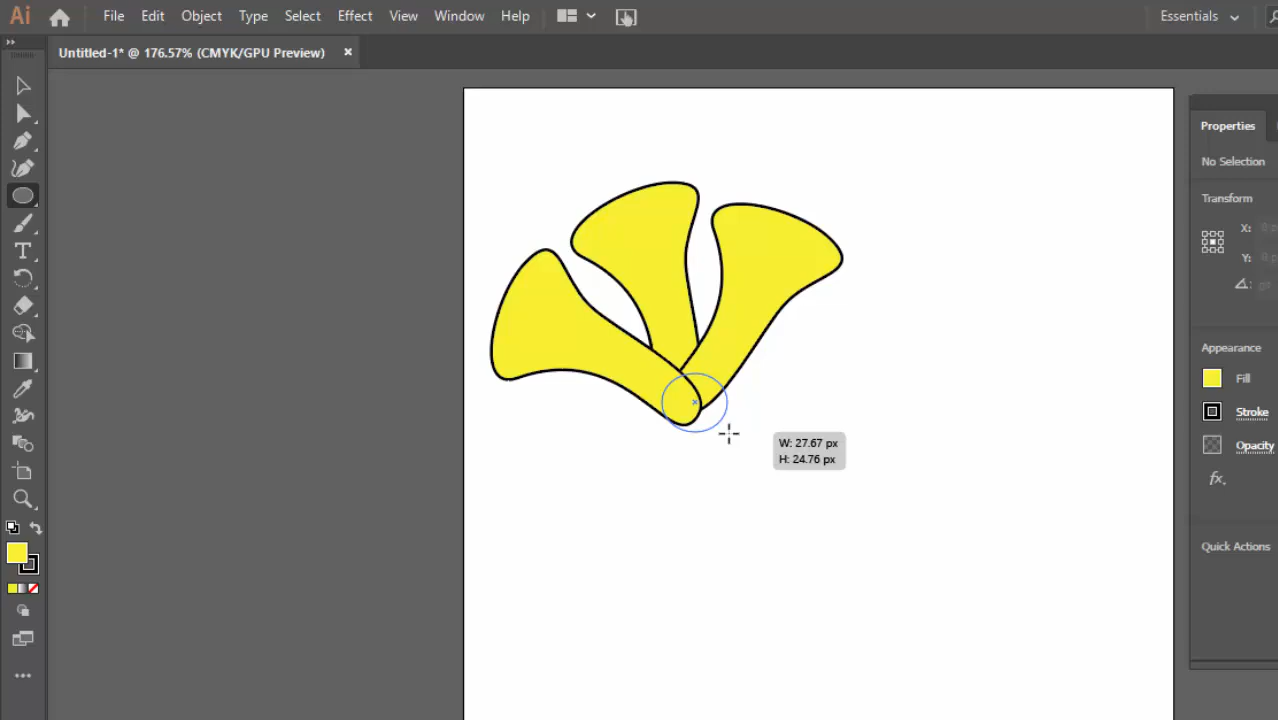 Ai File Edit Object Type Select Effect View Window Help Essentials
Untitled-1* @ 176.57% (CMYK/GPU Preview) ×
Properties
No Selection
Transform
X:
Y:
Appearance
Fill
Stroke
Opacity
fx.
Quick Actions
W: 27.67 px
H: 24.76 px